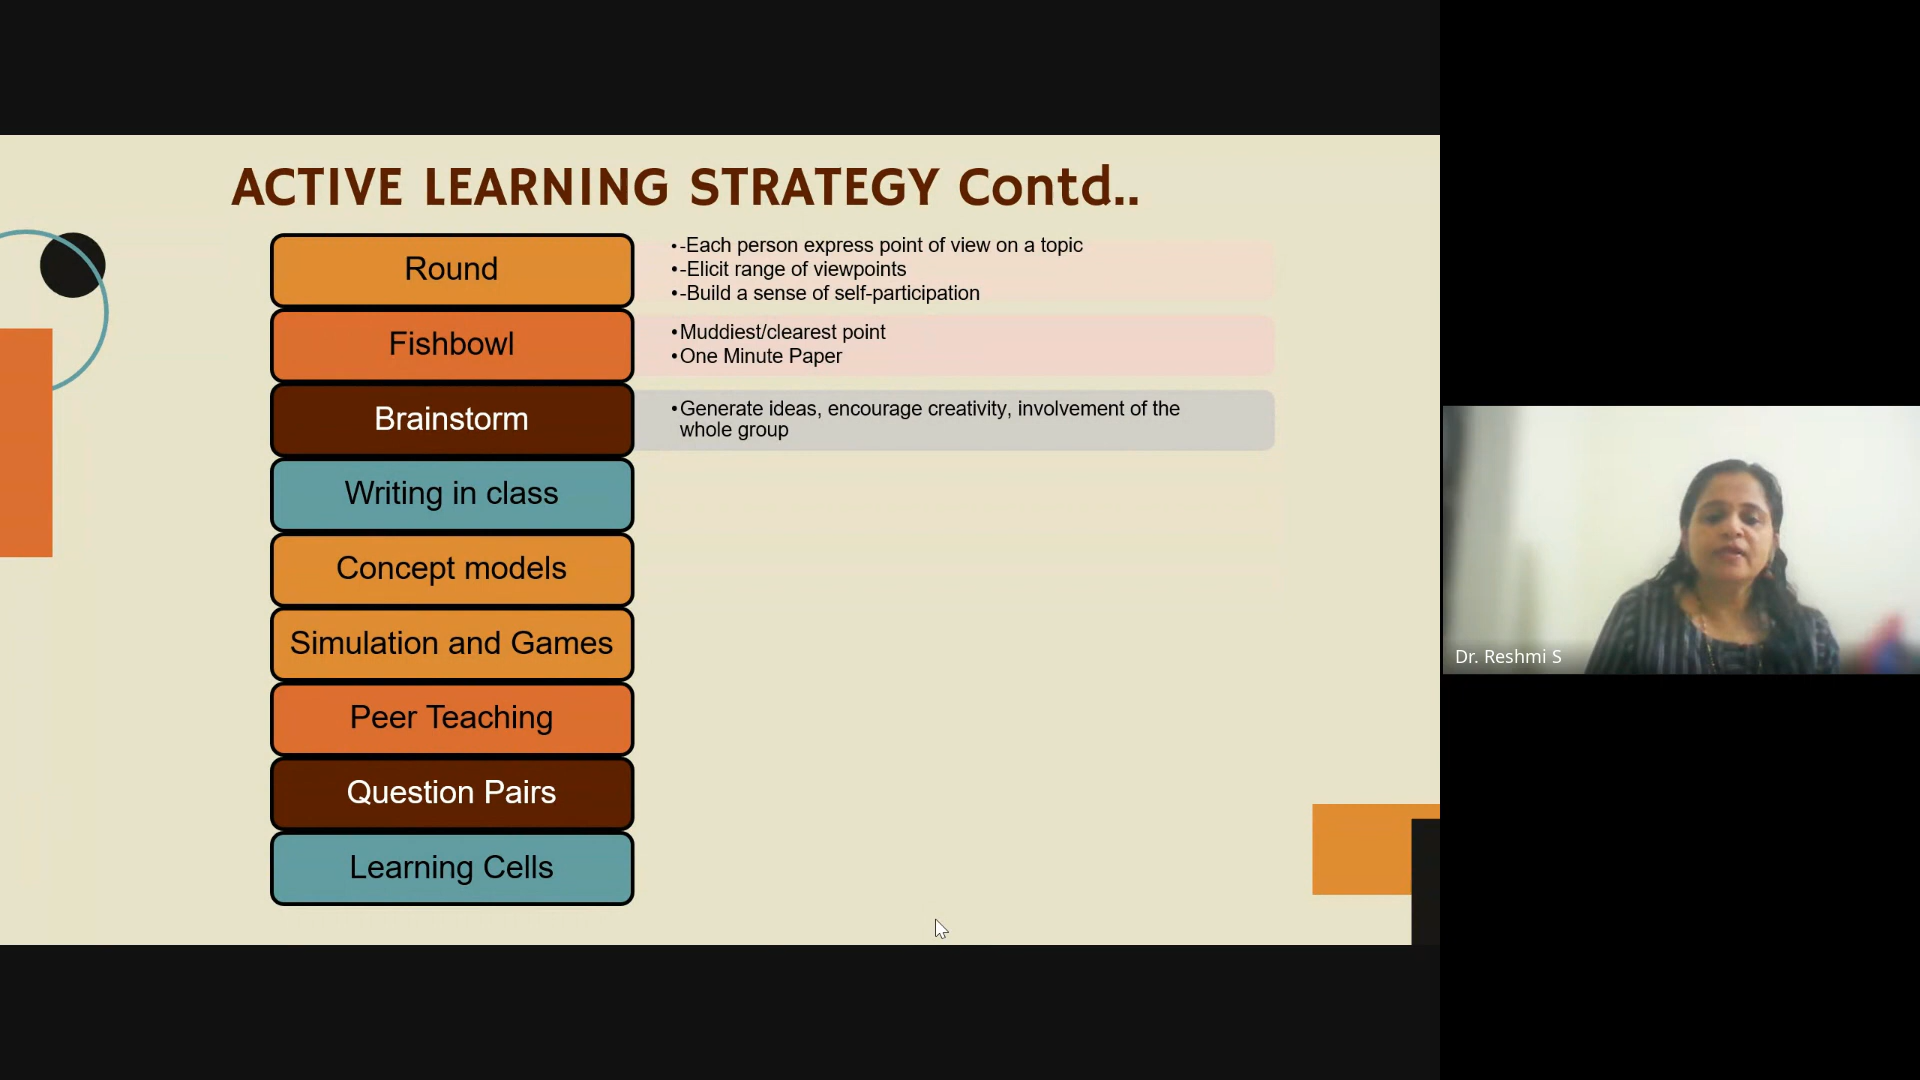 ACTIVE LEARNING STRATEGY Contd..
Round
•-Each person express point of view on a topic
•-Elicit range of viewpoints
•-Build a sense of self-participation
Fishbowl
•Muddiest/clearest point
•One Minute Paper
Brainstorm
•Generate ideas, encourage creativity, involvement of the
whole group
Writing in class
Concept models
Simulation and Games
Peer Teaching
Question Pairs
Learning Cells
Dr. Reshmi S